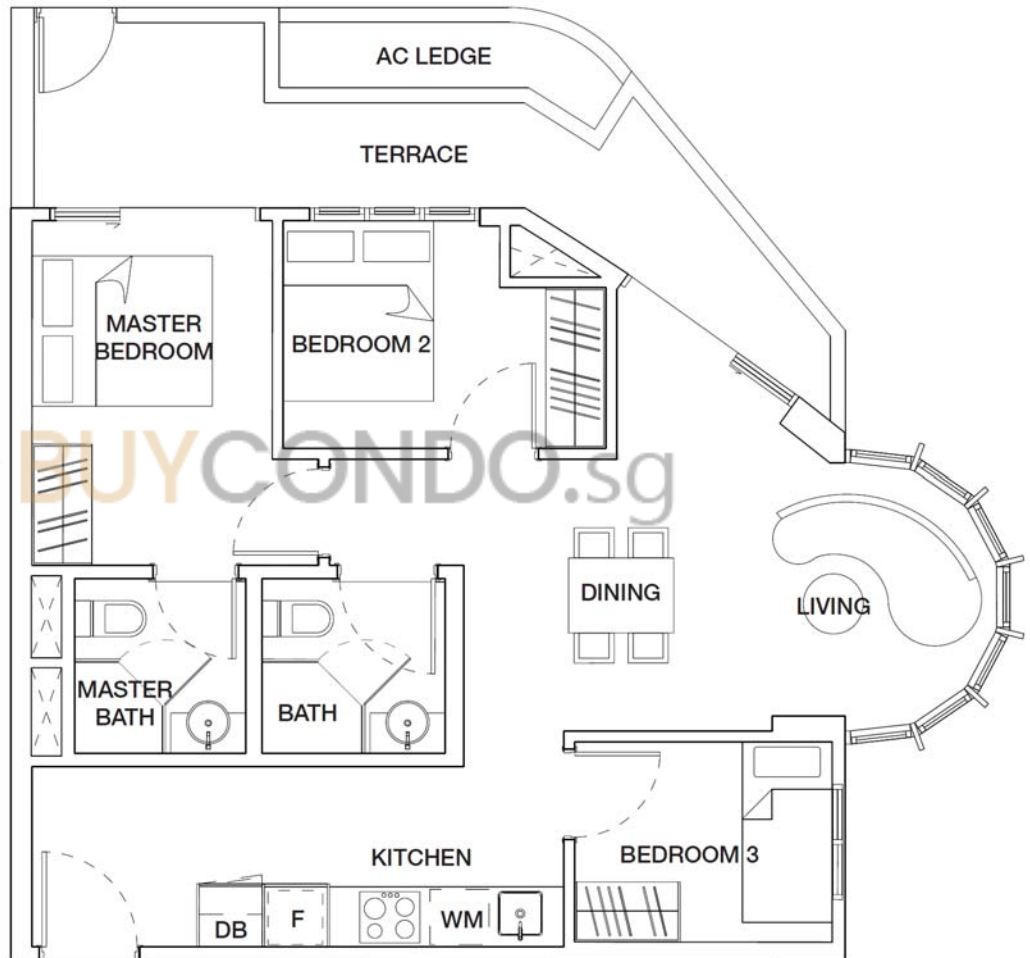 AC LEDGE
TERRACE
MASTER
BEDROOM
BEDROOM 2
BUYCONDO.sg
DINING
LIVING
MASTER
BATH
BATH
KITCHEN
BEDROOM 3
DB
F
WM